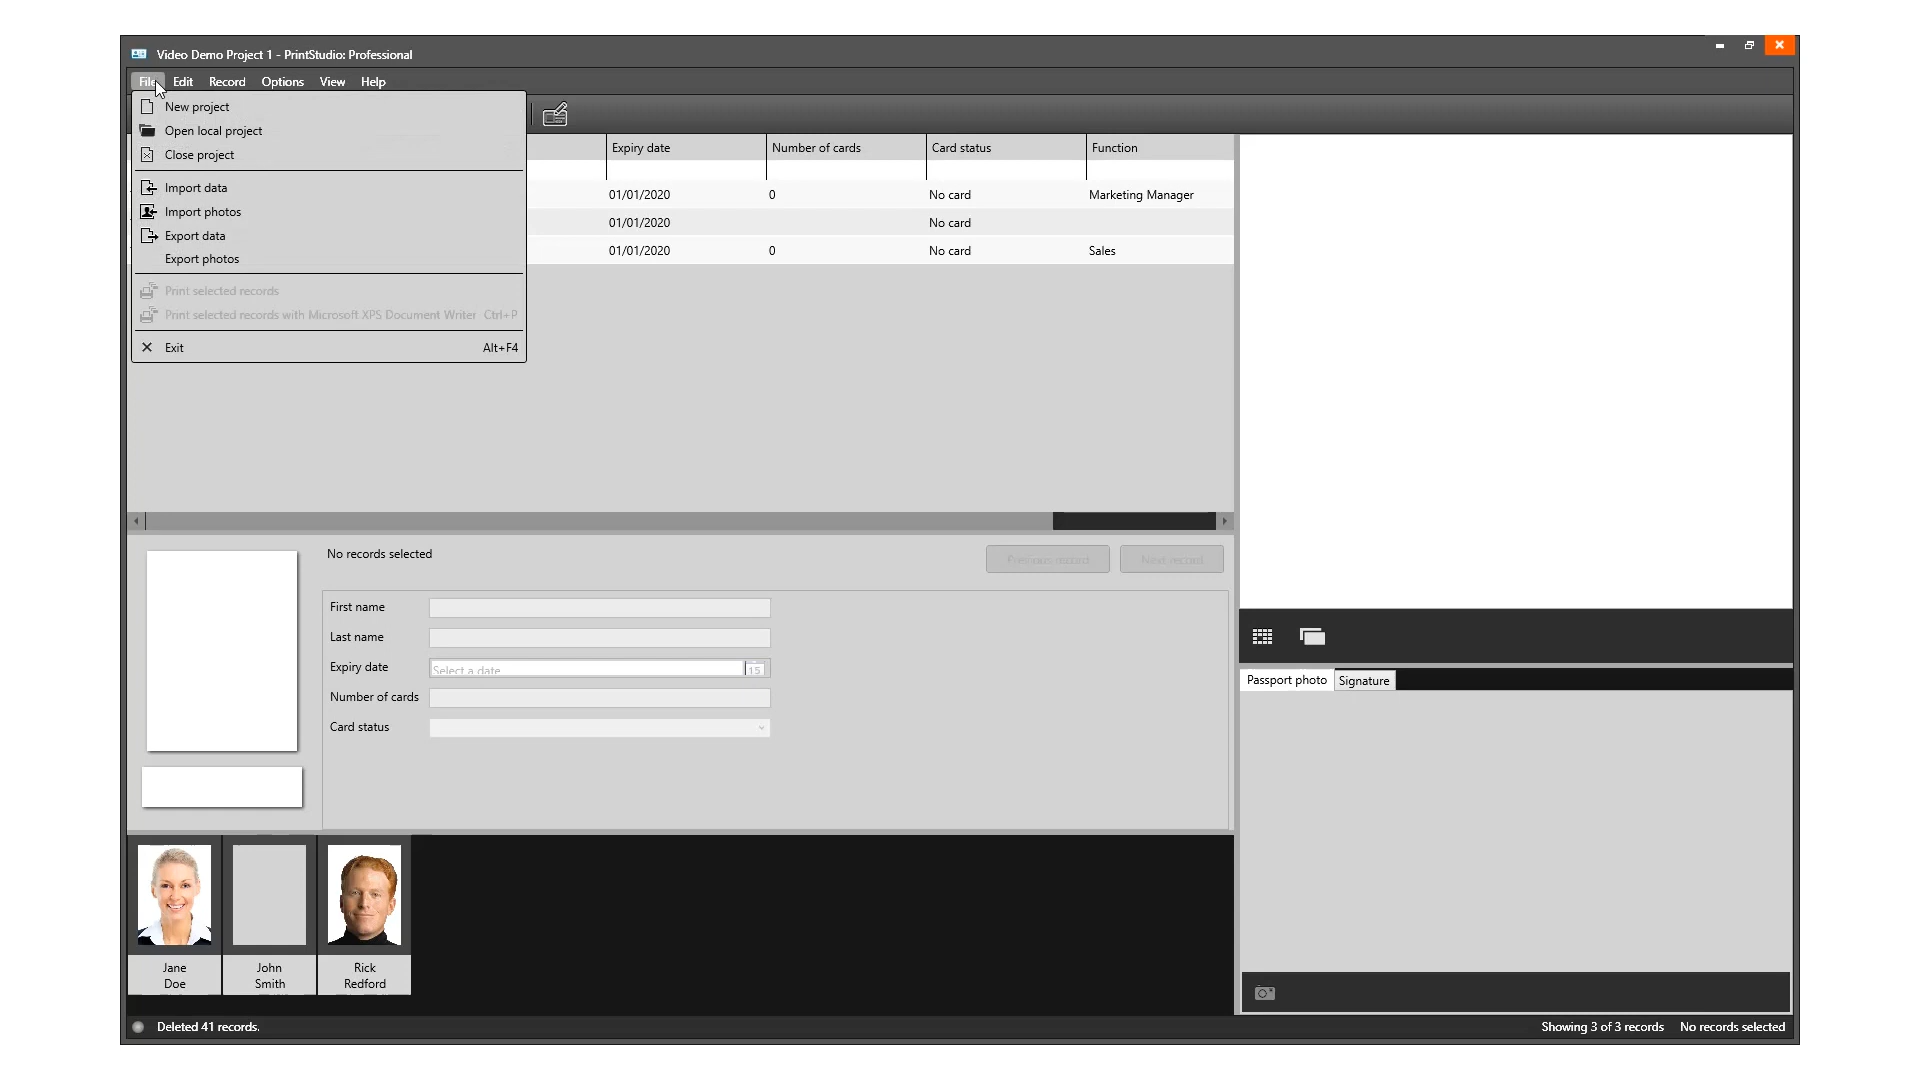 Video Demo Project 1 - PrintStudio: Professional
File Edit Record Options View Help
New project
Open local project
Close project
Import data
Import photos
Export data
Export photos
Print selected records
Print selected records with Microsoft XPS Document Writer Ctrl+P
Exit Alt+F4
Expiry date Number of cards Card status Function
01/01/2020 0 No card Marketing Manager
01/01/2020 No card
01/01/2020 0 No card Sales
No records selected
Previous record Next record
First name
Last name
Expiry date Select a date 15
Number of cards
Card status
Passport photo Signature
Jane Doe
John Smith
Rick Redford
Deleted 41 records.
Showing 3 of 3 records No records selected